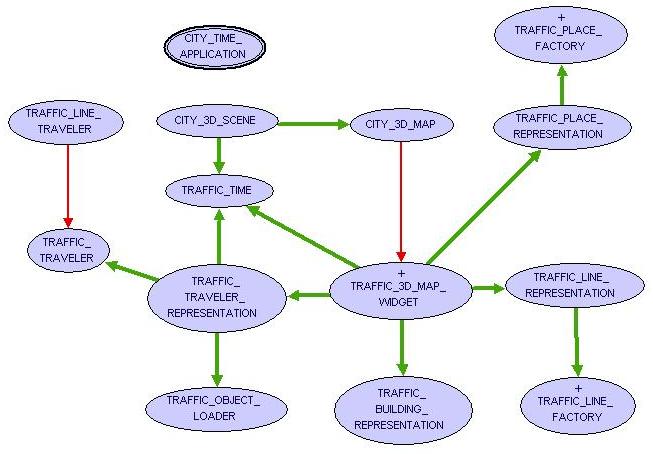 CITY_TIME_
APPLICATION
+
TRAFFIC_PLACE_
FACTORY
TRAFFIC_LINE_
TRAVELER
CITY_3D_SCENE
CITY_3D_MAP
TRAFFIC_PLACE_
REPRESENTATION
TRAFFIC_TIME
TRAFFIC_
TRAVELER
TRAFFIC_
TRAVELER_
REPRESENTATION
+
TRAFFIC_3D_MAP_
WIDGET
TRAFFIC_LINE_
REPRESENTATION
TRAFFIC_OBJECT_
LOADER
TRAFFIC_
BUILDING_
REPRESENTATION
+
TRAFFIC_LINE_
FACTORY